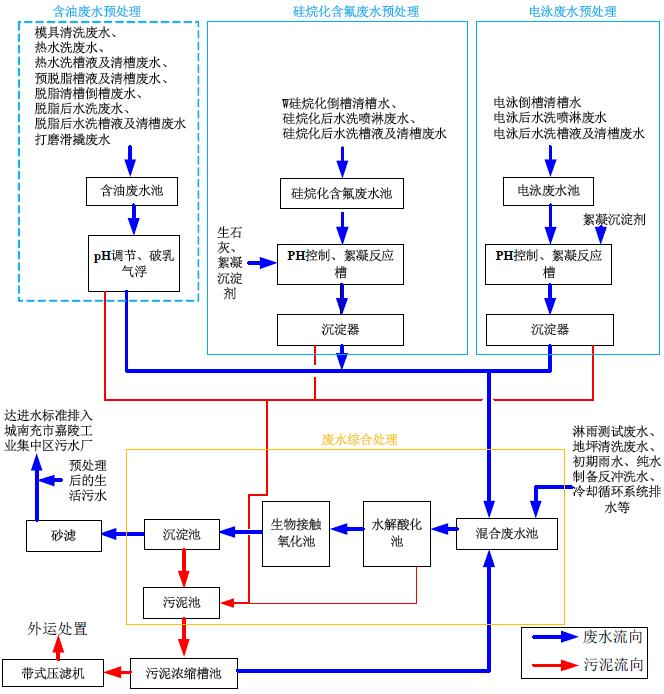 含油废水预处理
模具清洗废水、
热水洗废水、
热水洗槽液及清槽废水、
预脱脂槽液及清槽废水、
脱脂清槽倒槽废水、
脱脂后水洗废水、
脱脂后水洗槽液及清槽废水
打磨滑撬废水
含油废水池
pH调节、破乳
气浮
硅烷化含氟废水预处理
W硅烷化倒槽清槽水、
硅烷化后水洗喷淋废水、
硅烷化后水洗槽液及清槽废水
硅烷化含氟废水池
生石
灰、
絮凝
沉淀
剂
PH控制、絮凝反应
槽
沉淀器
电泳废水预处理
电泳倒槽清槽水
电泳后水洗喷淋废水
电泳后水洗槽液及清槽废水
电泳废水池
絮凝沉淀剂
PH控制、絮凝反应
槽
沉淀器
达进水标准排入
城南充市嘉陵工
业集中区污水厂
预处理
后的生
活污水
砂滤
废水综合处理
沉淀池
生物接触
氧化池
水解酸化
池
混合废水池
淋雨测试废水、
地坪清洗废水、
初期雨水、纯水
制备反冲洗水、
冷却循环系统排
水等
污泥池
外运处置
带式压滤机
污泥浓缩槽池
废水流向
污泥流向